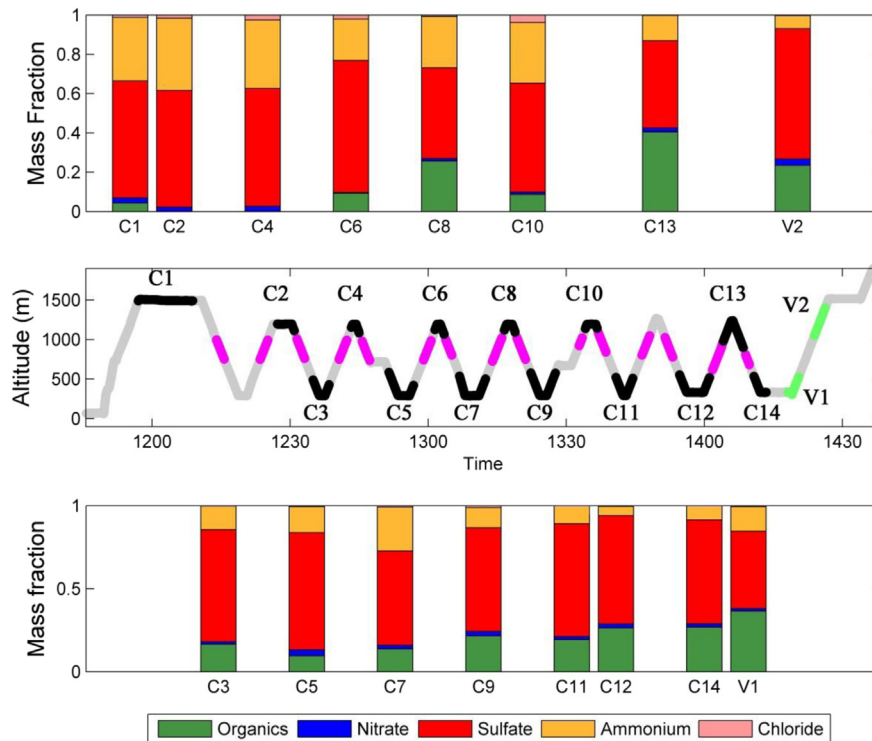 1
0.8
0.6
0.4
0.2
0
Mass Fraction
C1 C2 C4 C6 C8 C10 C13 V2
1500
1000
500
0
Altitude (m)
C1 C2 C4 C6 C8 C10 C13
V2
V1
C3 C5 C7 C9 C11 C12 C14
1200 1230 1300 1330 1400 1430
Time
1
0.5
0
Mass fraction
C3 C5 C7 C9 C11 C12 C14 V1
Organics Nitrate Sulfate Ammonium Chloride